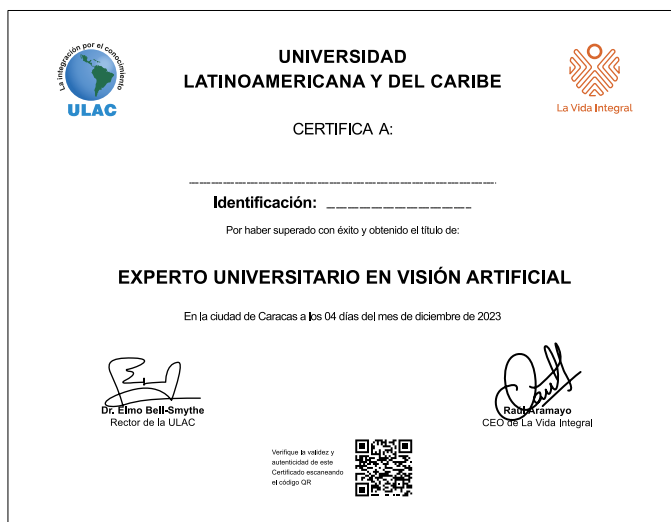 La integración por el conocimiento
ULAC
UNIVERSIDAD
LATINOAMERICANA Y DEL CARIBE
La Vida Integral
CERTIFICA A:
Identificación:
Por haber superado con éxito y obtenido el título de:
EXPERTO UNIVERSITARIO EN VISIÓN ARTIFICIAL
En la ciudad de Caracas a los 04 días del mes de diciembre de 2023
Dr. Elmo Bell-Smythe
Rector de la ULAC
Raúl Aramayo
CEO de La Vida Integral
Verifique la validez y
autenticidad de este
Certificado escaneando
el código QR